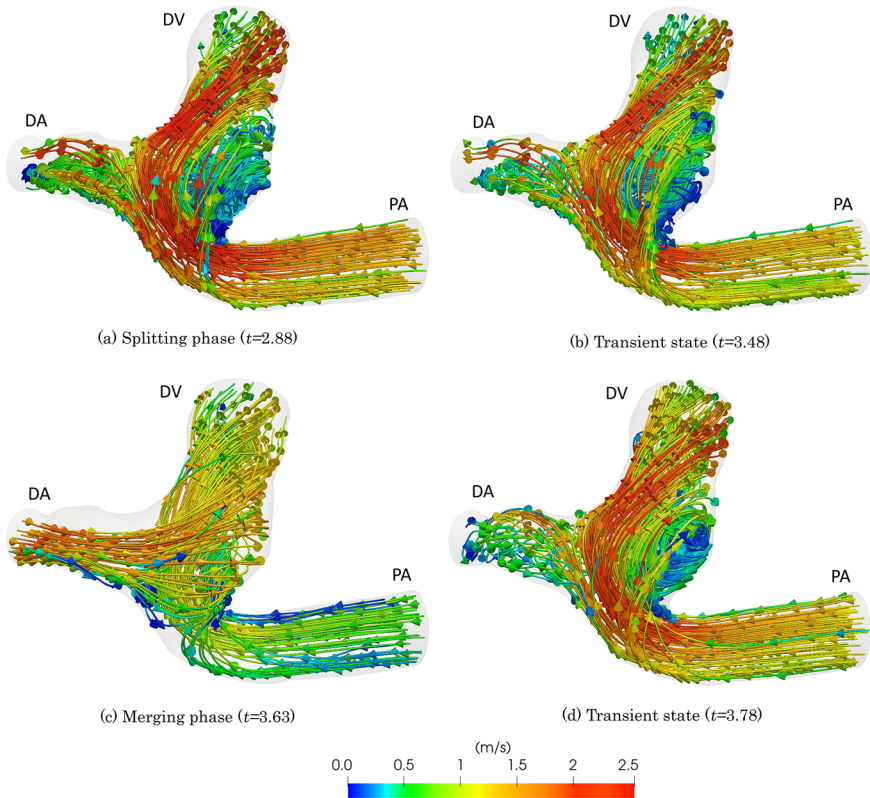 DV
DV
DA
DA
PA
PA
(a) Splitting phase (t=2.88)
(b) Transient state (t=3.48)
DV
DV
DA
DA
PA
PA
(c) Merging phase (t=3.63)
(d) Transient state (t=3.78)
(m/s)
0.0 0.5 1 1.5 2 2.5